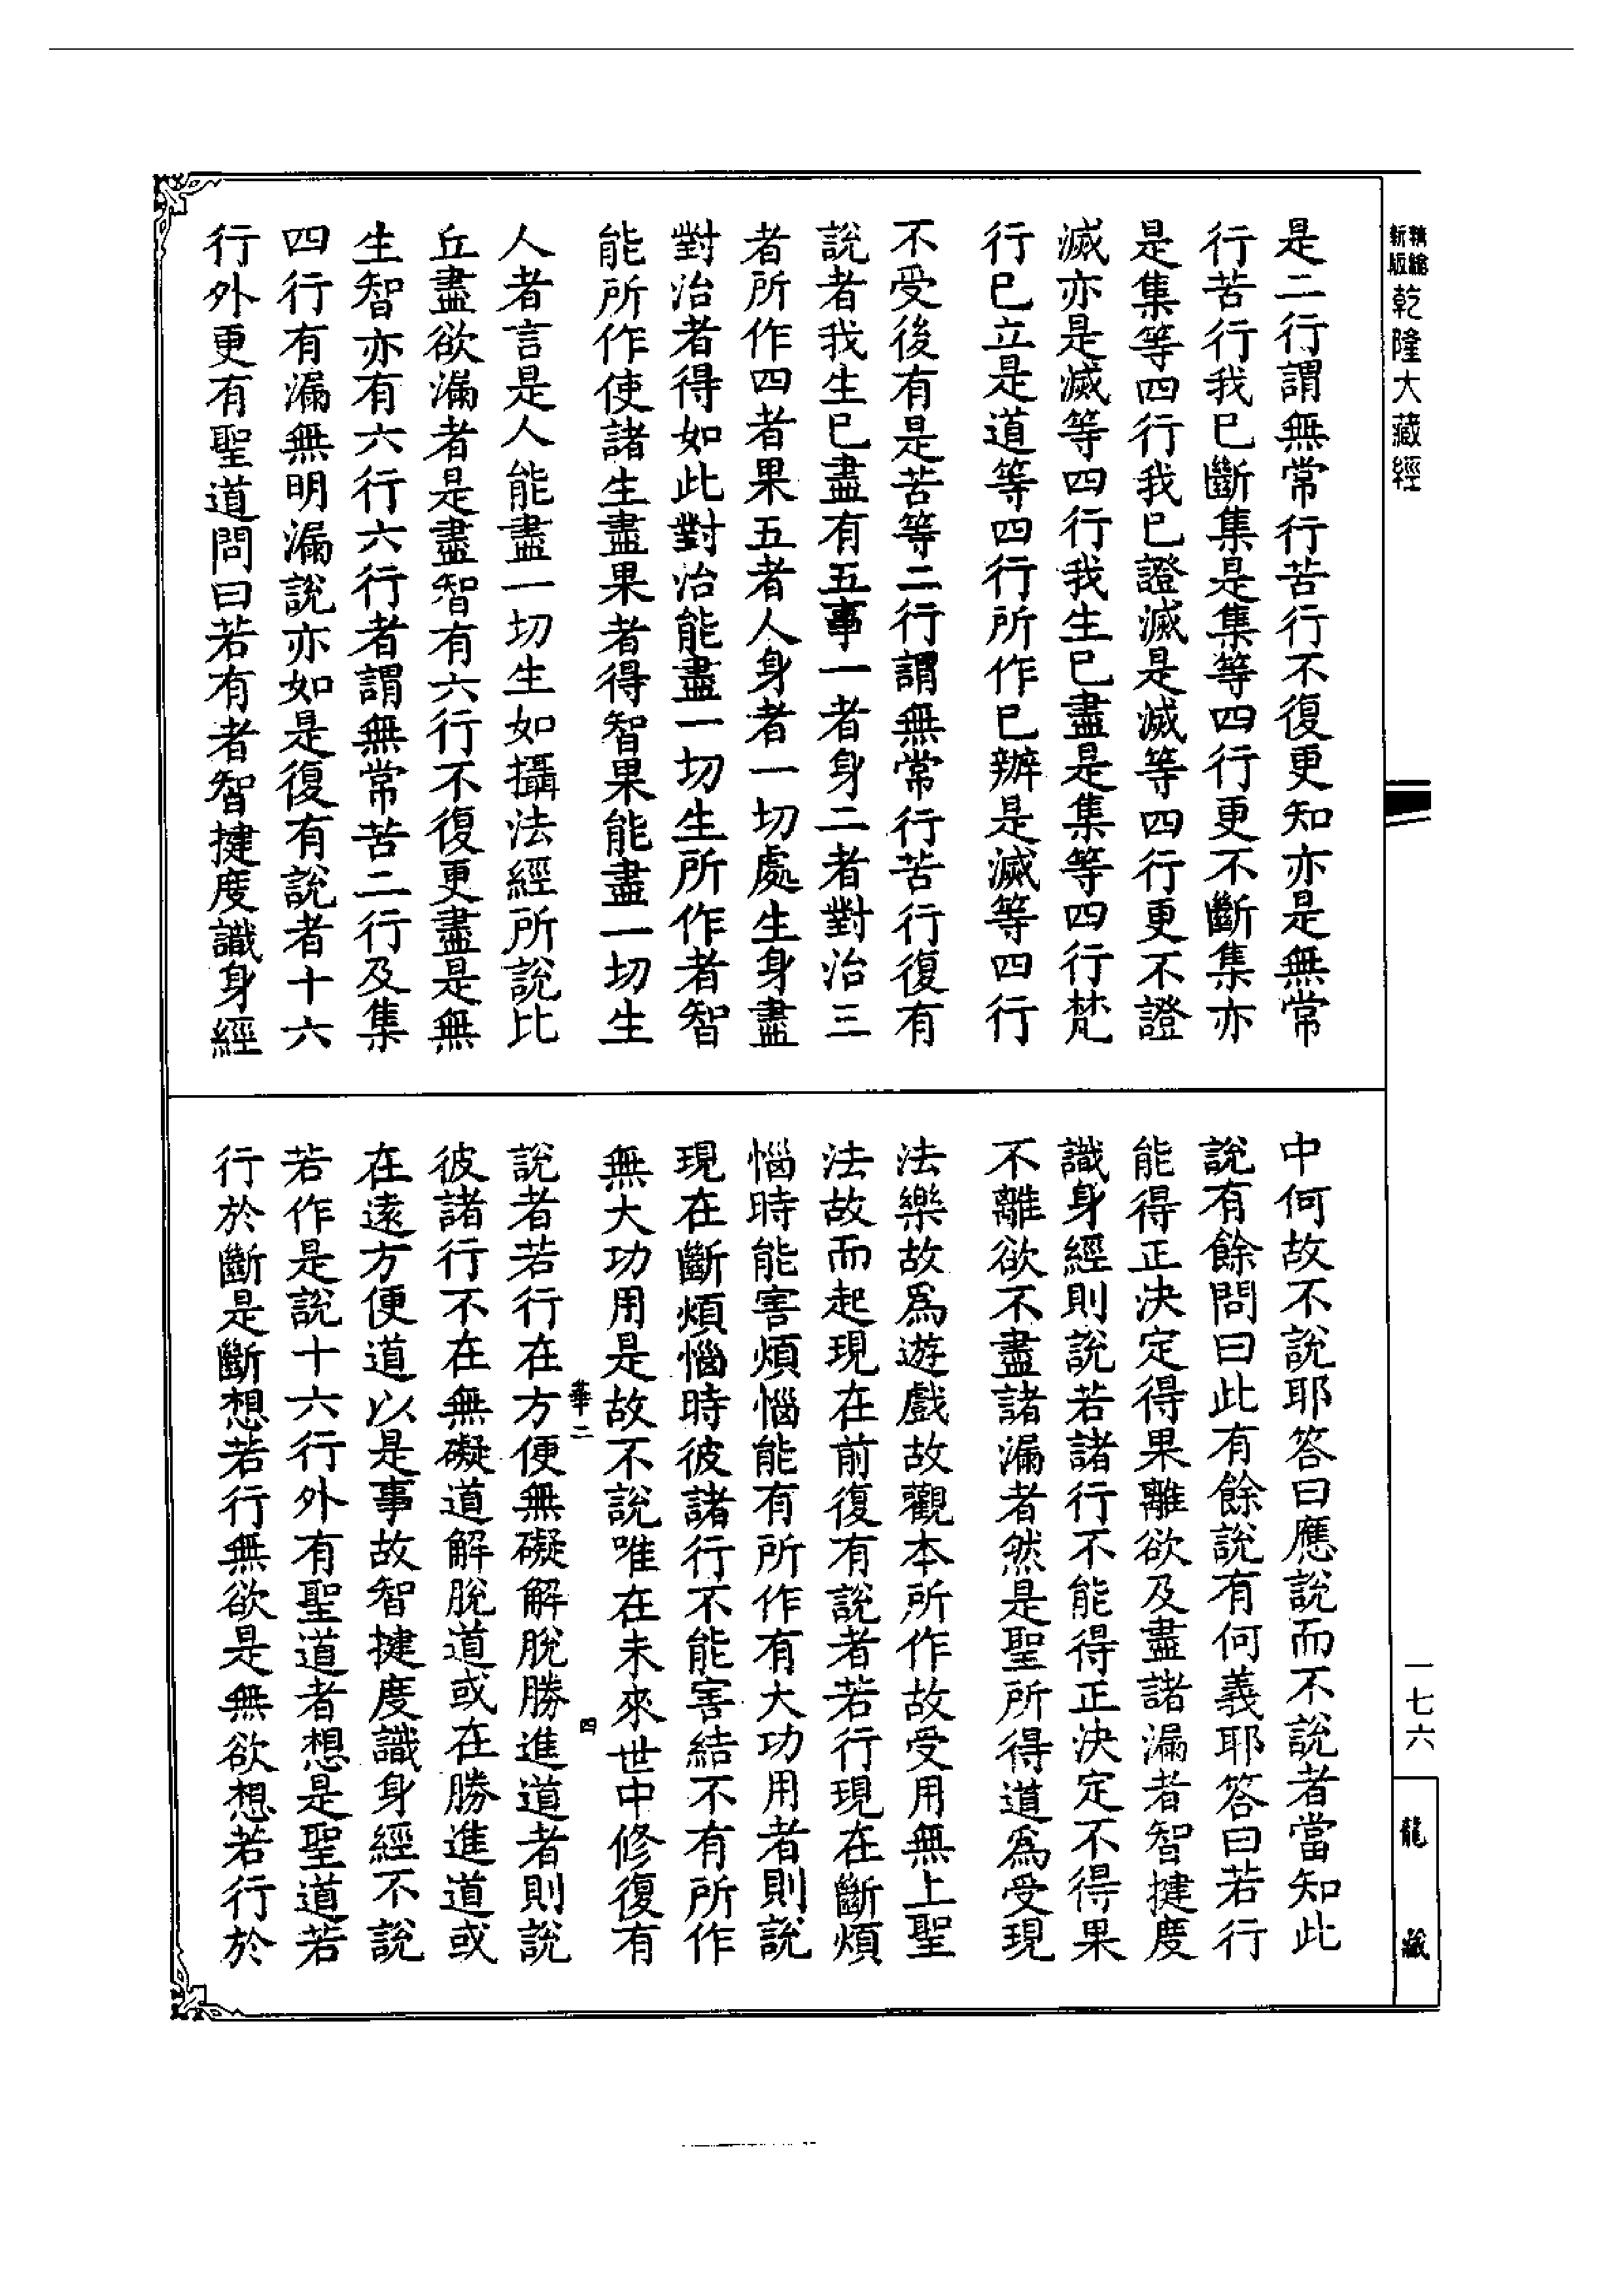 精縮新版乾隆大藏經
是二行謂無常行苦行不復更知亦是無常
行苦行我已斷集是集等四行更不斷集亦
是集等四行我已證滅是滅等四行更不證
滅亦是滅等四行我生已盡是集等四行梵
行已立是道等四行所作已辦是滅等四行
不受後有是苦等二行謂無常行苦行復有
說者我生已盡有五事一者身二者對治三
者所作四者果五者人身者一切處生身盡
對治者得如此對治能盡一切生所作者智
能所作使諸生盡果者得智果能盡一切生
人者言是人能盡一切生如攝法經所說比
丘盡欲漏者是盡智有六行不復更盡是無
生智亦有六行六行者謂無常苦二行及集
四行有漏無明漏說亦如是復有說者十六
行外更有聖道問曰若有者智揵度識身經
中何故不說耶答曰應說而不說者當知此
說有餘問曰此有餘說有何義耶答曰若行
能得正決定得果離欲及盡諸漏者智揵度
識身經則說若諸行不能得正決定不得果
不離欲不盡諸漏者然是聖所得道為受現
法樂故為遊戲故觀本所作故受用無上聖
法故而起現在前復有說者若行現在斷煩
惱時能害煩惱能有所作有大功用者則說
現在斷煩惱時彼諸行不能害結不有所作
無大功用是故不說唯在未來世中修復有
華二
四
說者若行在方便無礙解脫勝進道者則說
彼諸行不在無礙道解脫道或在勝進道或
在遠方便道以是事故智揵度識身經不說
若作是說十六行外有聖道者想是聖道若
行於斷是斷想若行無欲是無欲想若行於
一七六
龍藏